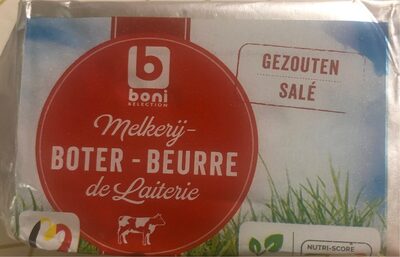 boni
SELECTION
Melkerij-
BOTER - BEURRE
de Laiterie
GEZOUTEN
SALÉ
NUTRI-SCORE